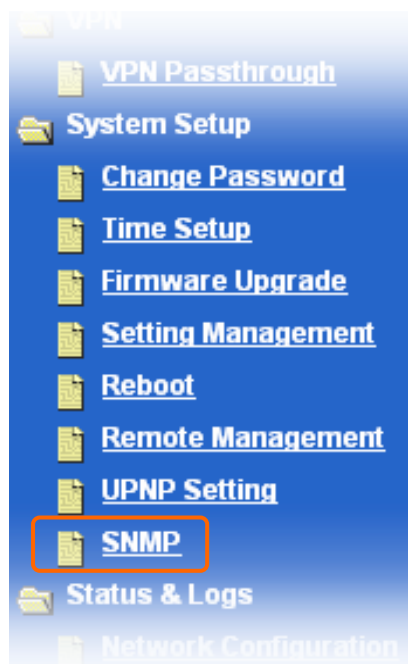 VPN
VPN Passthrough
System Setup
Change Password
Time Setup
Firmware Upgrade
Setting Management
Reboot
Remote Management
UPNP Setting
SNMP
Status & Logs
Network Configuration